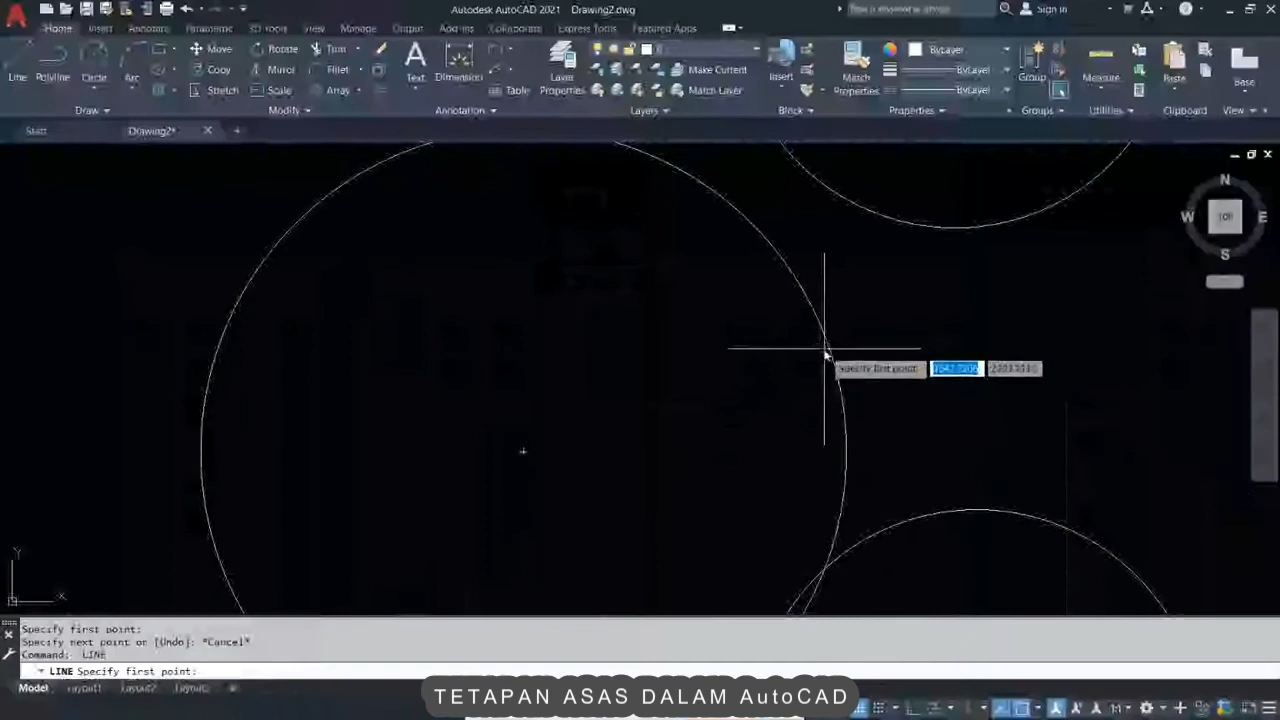 Autodesk AutoCAD 2021 Drawing2.dwg
Sign In
Home Insert Annotate Parametric 3D Tools View Manage Output Add-ins Collaborate Express Tools Featured Apps
Line Polyline Circle Arc
Move Rotate Trim
Copy Mirror Fillet
Stretch Scale Array
Text Dimension
Table
Layer Properties
Make Current
Match Layer
Insert
Match Properties
ByLayer
ByLayer
ByLayer
Group
Measure
Paste
Base
Draw Modify Annotation Layers Block Properties Groups Utilities Clipboard View
Start Drawing2*
N
W TOP E
S
Specify first point:
Y
X
Specify first point:
Specify next point or [Undo]: *Cancel*
Command: LINE
LINE Specify first point:
Model Layout1 Layout2
TETAPAN ASAS DALAM AutoCAD